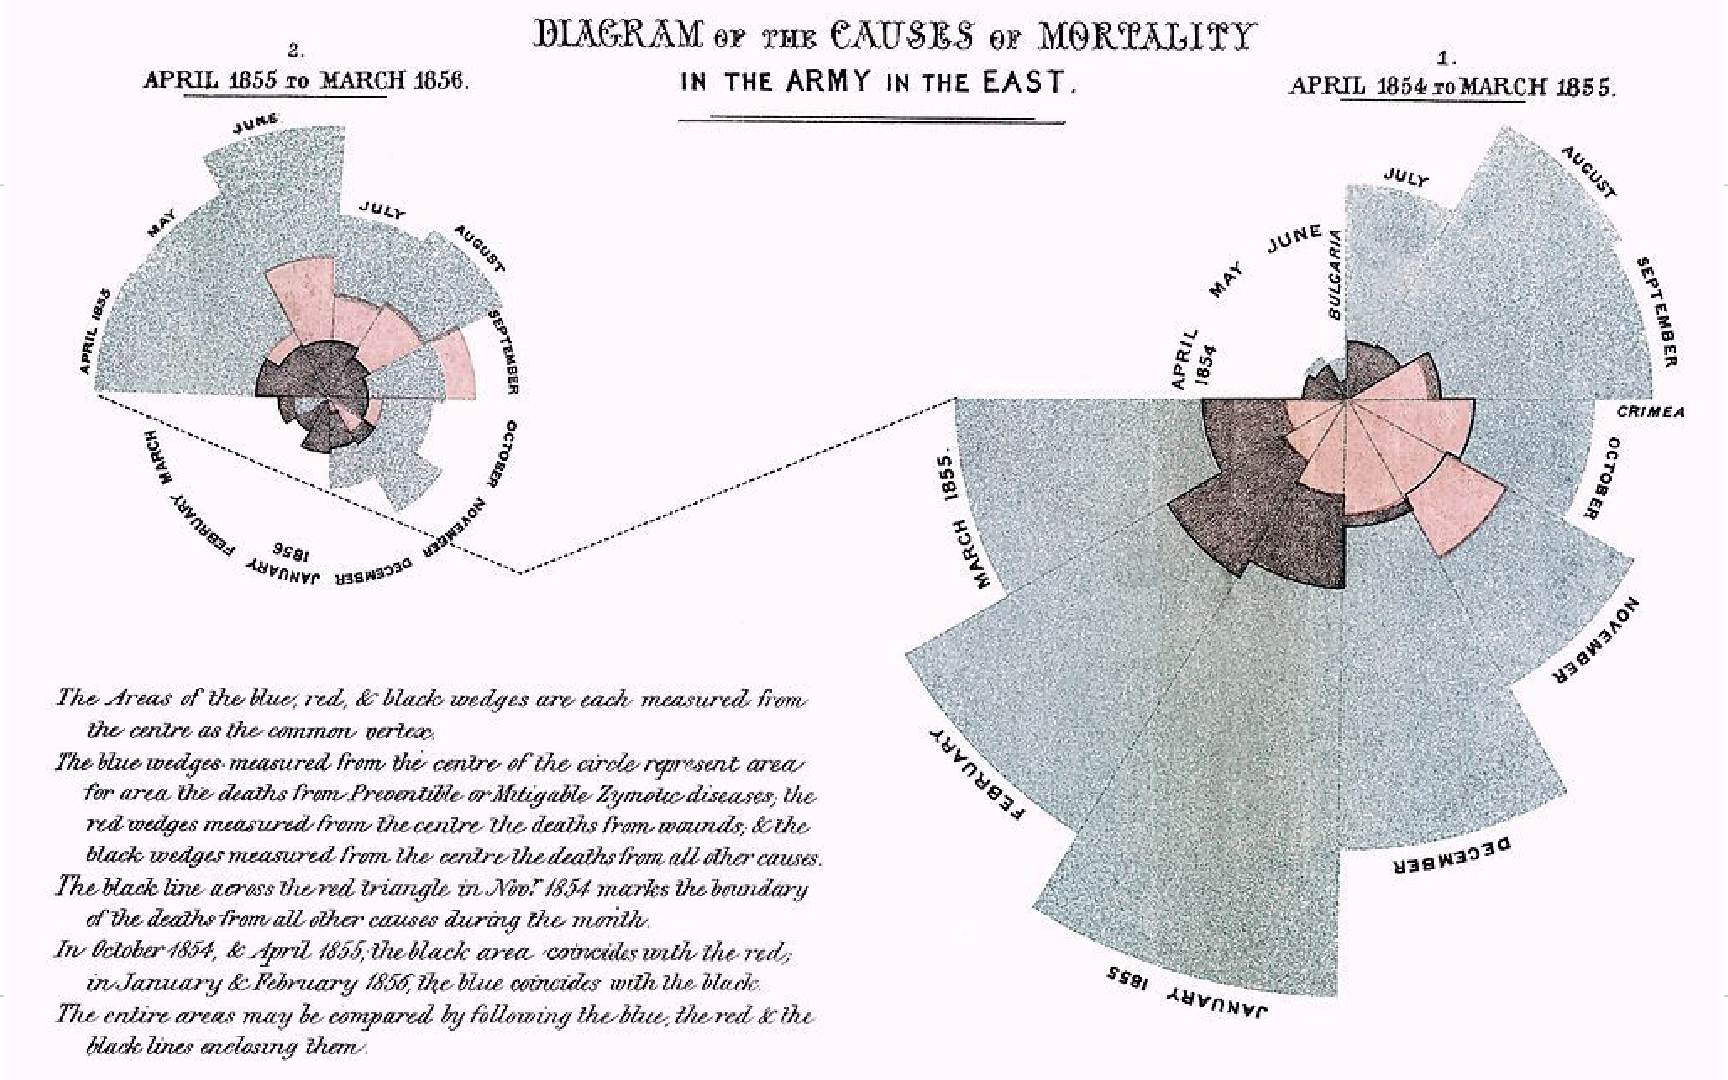 DIAGRAM OF THE CAUSES OF MORTALITY
IN THE ARMY IN THE EAST.
2.
APRIL 1855 TO MARCH 1856.
1.
APRIL 1854 TO MARCH 1855.
JUNE
JULY
AUGUST
SEPTEMBER
OCTOBER
NOVEMBER
DECEMBER
JANUARY
1856
FEBRUARY
MARCH
APRIL 1855
MAY
APRIL
1854
MAY
JUNE
BULGARIA
JULY
AUGUST
SEPTEMBER
CRIMEA
OCTOBER
NOVEMBER
DECEMBER
JANUARY 1855
FEBRUARY
MARCH 1855.
The Areas of the blue, red, & black wedges are each measured from
the centre as the common vertex.
The blue wedges measured from the centre of the circle represent area
for area the deaths from Preventible or Mitigable Zymotic diseases; the
red wedges measured from the centre the deaths from wounds; & the
black wedges measured from the centre the deaths from all other causes.
The black line across the red triangle in Novr. 1854 marks the boundary
of the deaths from all other causes during the month.
In October 1854, & April 1855, the black area coincides with the red;
in January & February 1856, the blue coincides with the black.
The entire areas may be compared by following the blue, the red & the
black lines enclosing them.